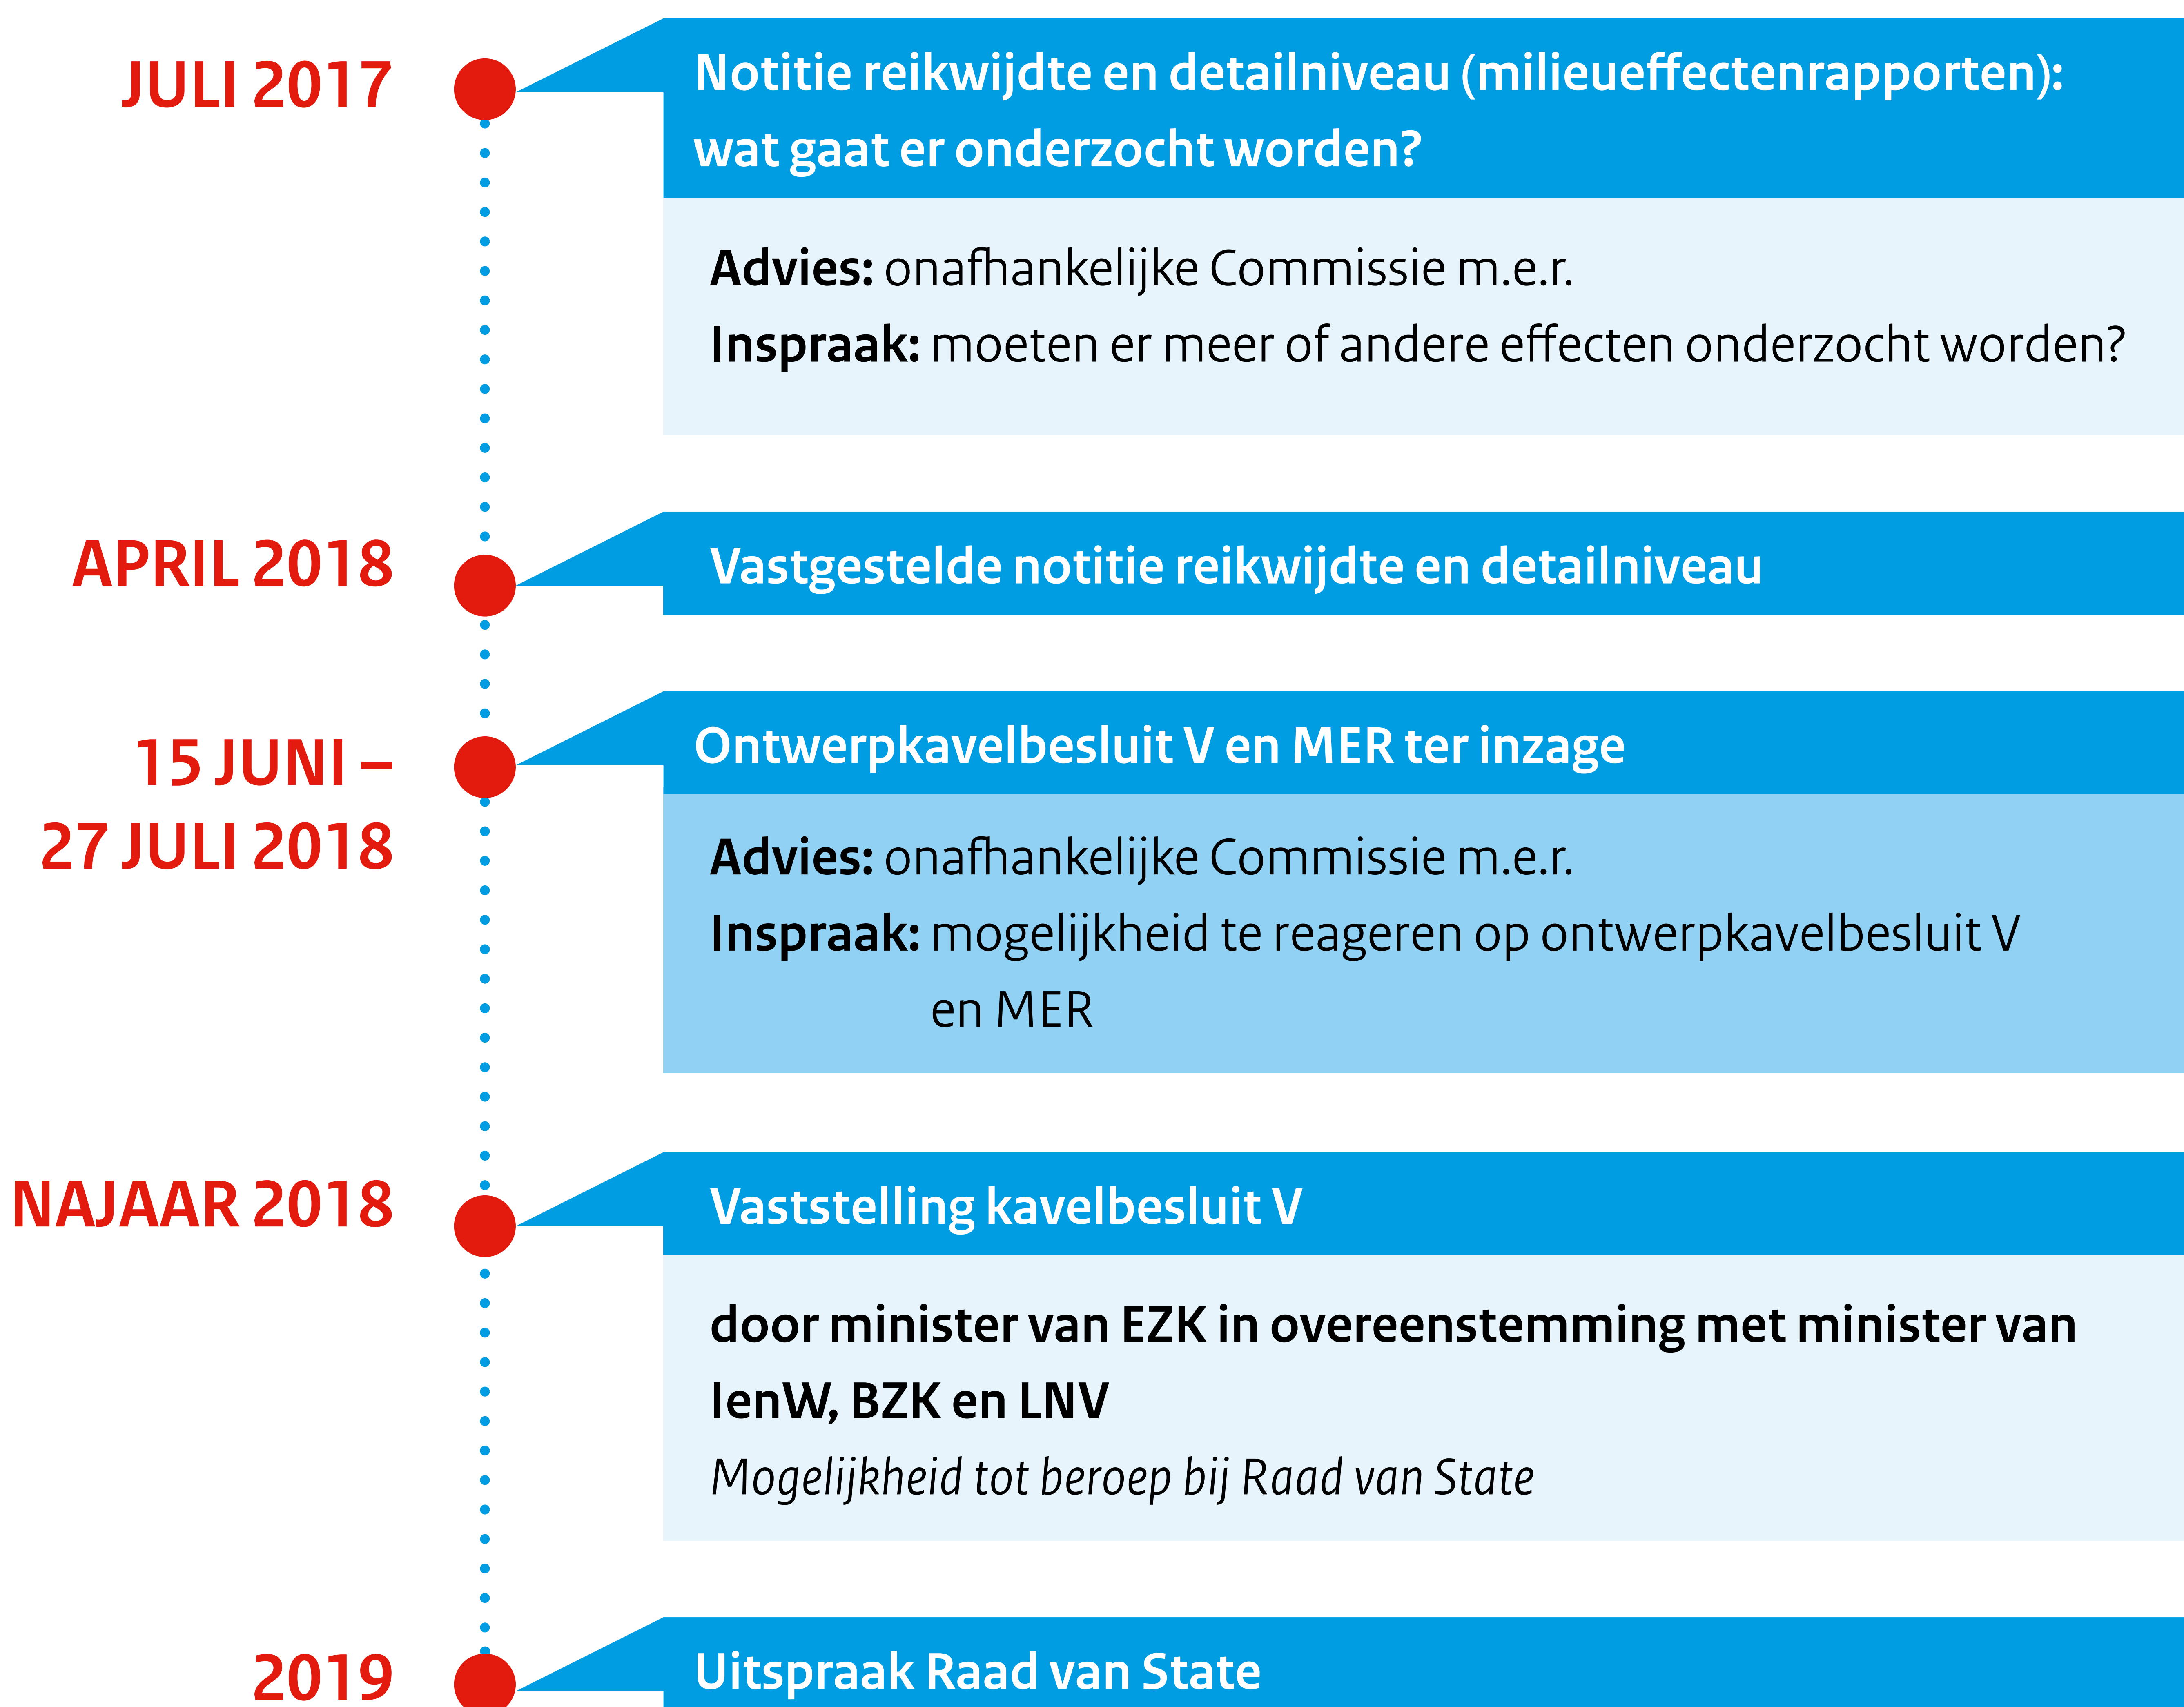 JULI 2017
Notitie reikwijdte en detailniveau (milieueffectenrapporten):
wat gaat er onderzocht worden?
Advies: onafhankelijke Commissie m.e.r.
Inspraak: moeten er meer of andere effecten onderzocht worden?
APRIL 2018
Vastgestelde notitie reikwijdte en detailniveau
15 JUNI –
27 JULI 2018
Ontwerpkavelbesluit V en MER ter inzage
Advies: onafhankelijke Commissie m.e.r.
Inspraak: mogelijkheid te reageren op ontwerpkavelbesluit V
en MER
NAJAAR 2018
Vaststelling kavelbesluit V
door minister van EZK in overeenstemming met minister van
IenW, BZK en LNV
Mogelijkheid tot beroep bij Raad van State
2019
Uitspraak Raad van State